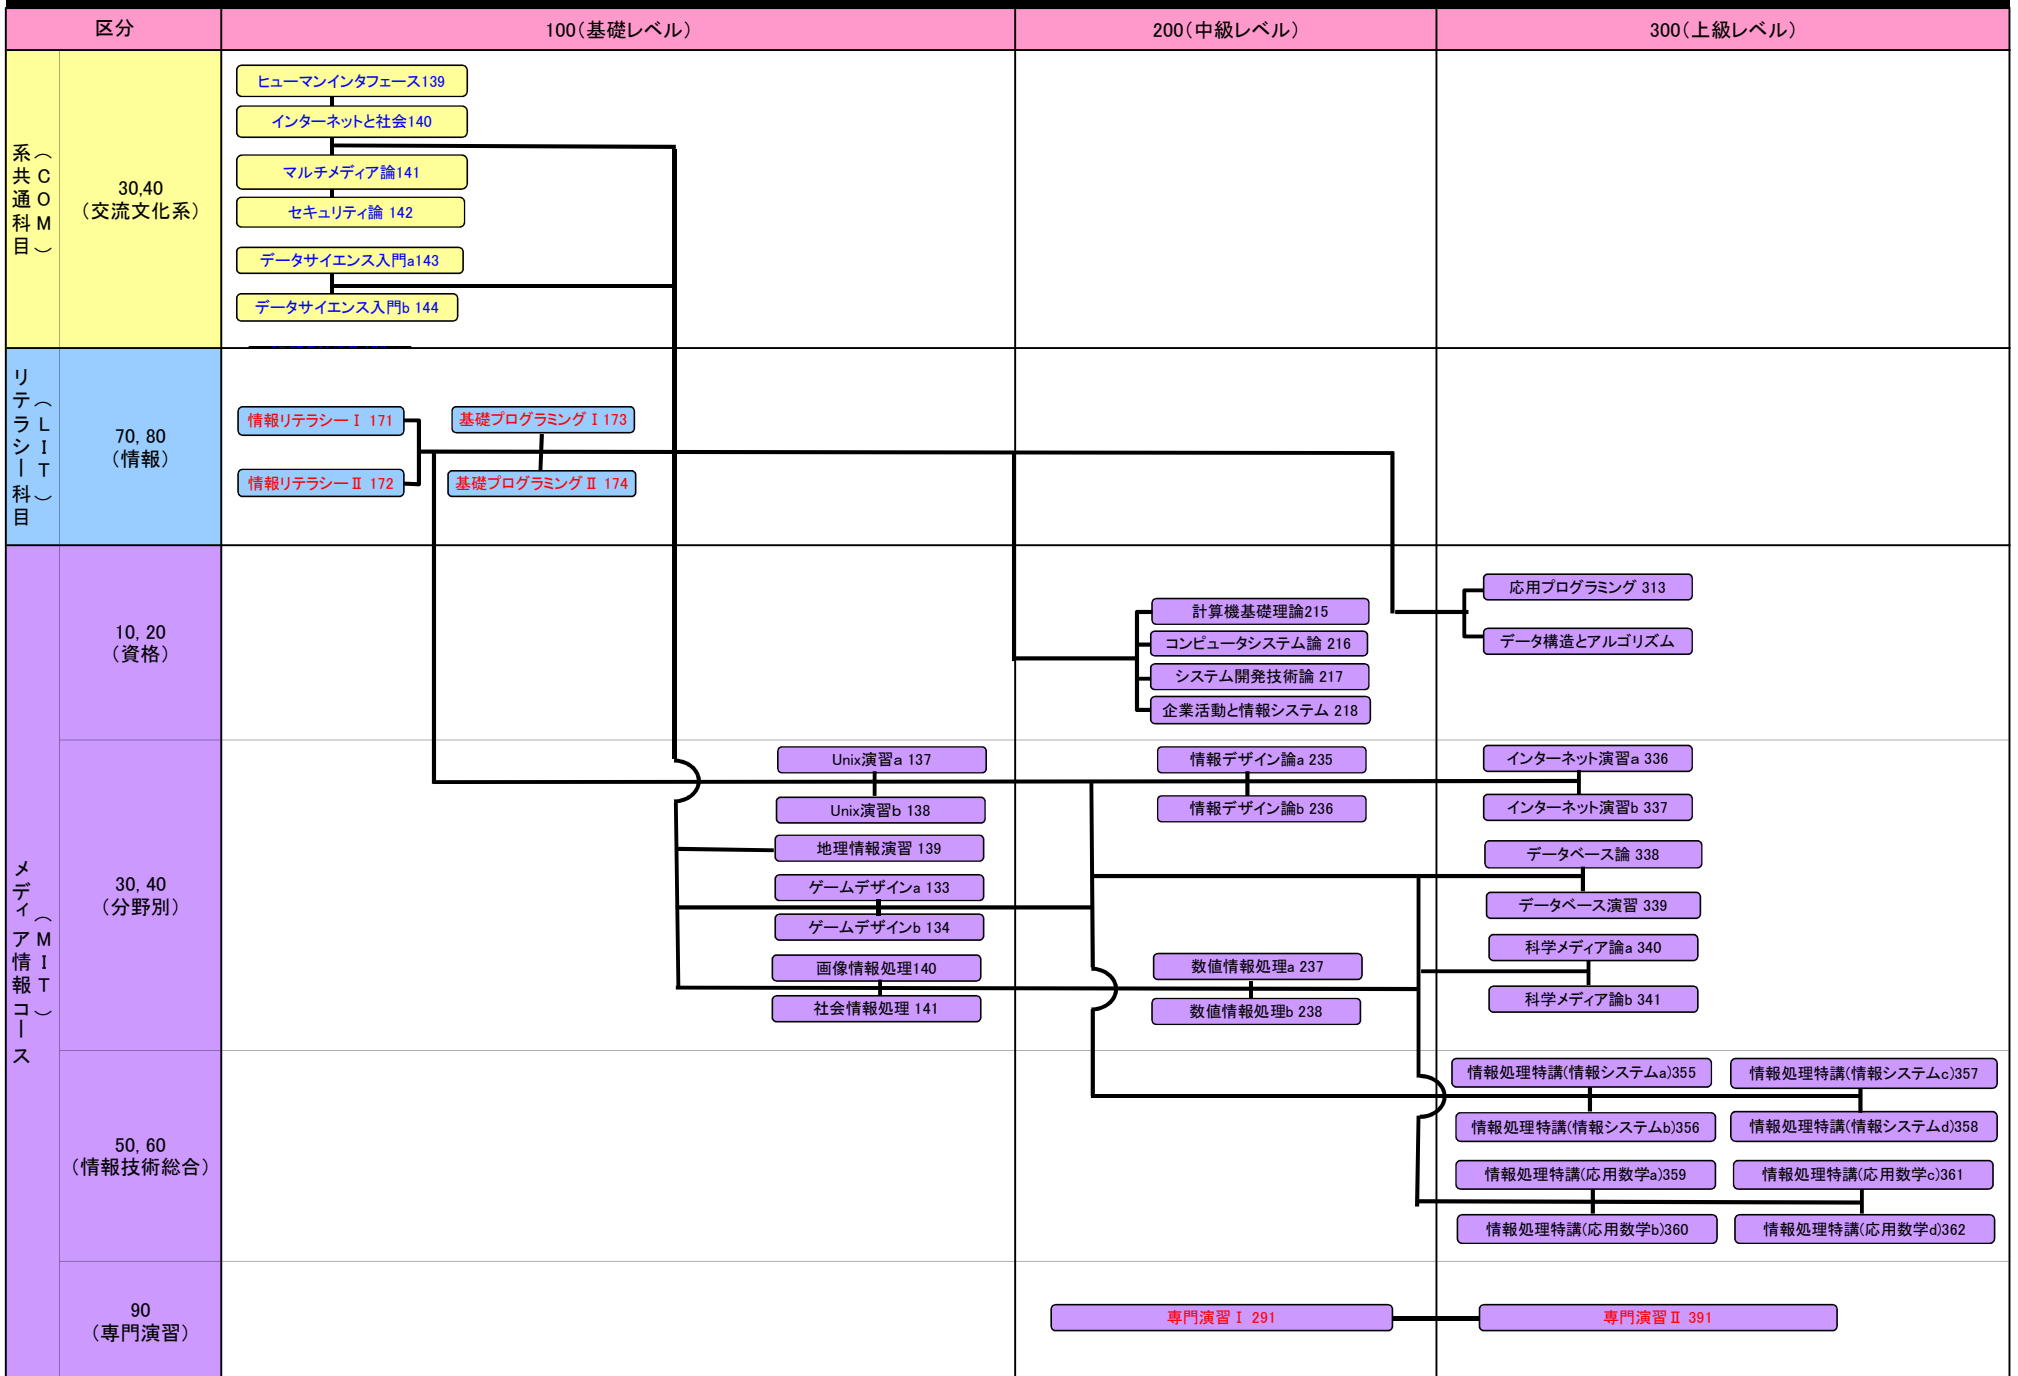 区分
100（基礎レベル）
200（中級レベル）
300（上級レベル）
系共通科目
（COM）
30,40
（交流文化系）
ヒューマンインタフェース139
インターネットと社会140
マルチメディア論141
セキュリティ論 142
データサイエンス入門a143
データサイエンス入門b 144
リテラシー科目
（LIT）
70, 80
（情報）
情報リテラシーⅠ 171
基礎プログラミングⅠ173
情報リテラシーⅡ 172
基礎プログラミングⅡ 174
メディア情報コース
（MIT）
10, 20
（資格）
計算機基礎理論215
コンピュータシステム論 216
システム開発技術論 217
企業活動と情報システム 218
応用プログラミング 313
データ構造とアルゴリズム
30, 40
（分野別）
Unix演習a 137
Unix演習b 138
地理情報演習 139
ゲームデザインa 133
ゲームデザインb 134
画像情報処理140
社会情報処理 141
情報デザイン論a 235
情報デザイン論b 236
数値情報処理a 237
数値情報処理b 238
インターネット演習a 336
インターネット演習b 337
データベース論 338
データベース演習 339
科学メディア論a 340
科学メディア論b 341
50, 60
（情報技術総合）
情報処理特講(情報システムa)355
情報処理特講(情報システムc)357
情報処理特講(情報システムb)356
情報処理特講(情報システムd)358
情報処理特講(応用数学a)359
情報処理特講(応用数学c)361
情報処理特講(応用数学b)360
情報処理特講(応用数学d)362
90
（専門演習）
専門演習Ⅰ 291
専門演習Ⅱ 391